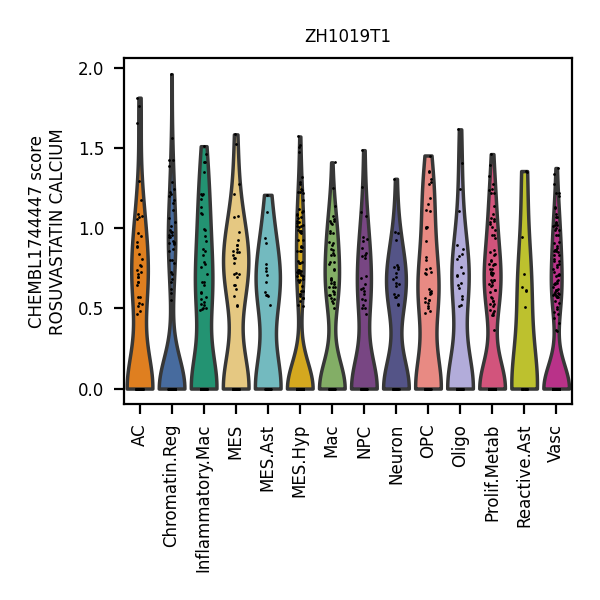 ZH1019T1
CHEMBL1744447 score
ROSUVASTATIN CALCIUM
2.0
1.5
1.0
0.5
0.0
AC
Chromatin.Reg
Inflammatory.Mac
MES
MES.Ast
MES.Hyp
Mac
NPC
Neuron
OPC
Oligo
Prolif.Metab
Reactive.Ast
Vasc